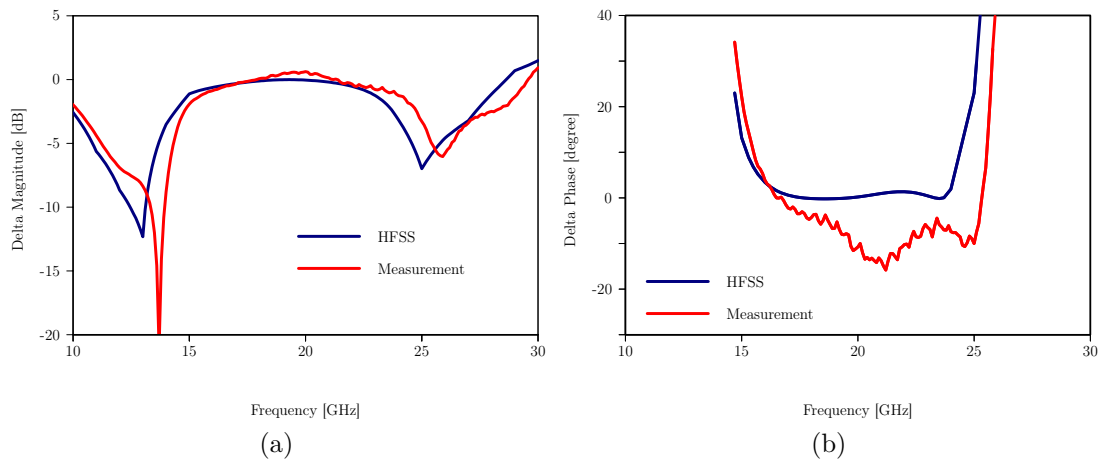 5
0
-5
-10
-15
-20
Delta Magnitude [dB]
HFSS
Measurement
10
15
20
25
30
Frequency [GHz]
(a)
40
20
0
-20
Delta Phase [degree]
HFSS
Measurement
10
15
20
25
30
Frequency [GHz]
(b)